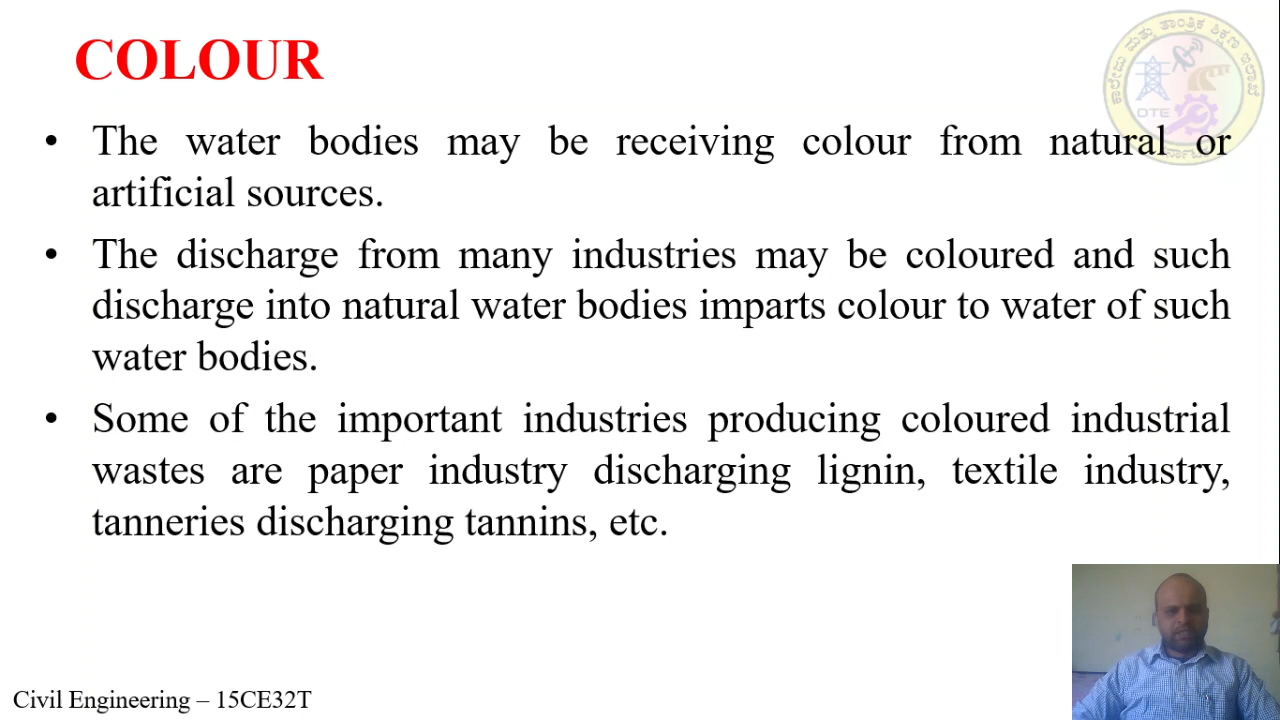 COLOUR
ಕಾಲೇಜು ಮತ್ತು ತಾಂತ್ರಿಕ ಶಿಕ್ಷಣ ಇಲಾಖೆ
DTE
• The water bodies may be receiving colour from natural or
artificial sources.
• The discharge from many industries may be coloured and such
discharge into natural water bodies imparts colour to water of such
water bodies.
• Some of the important industries producing coloured industrial
wastes are paper industry discharging lignin, textile industry,
tanneries discharging tannins, etc.
Civil Engineering – 15CE32T